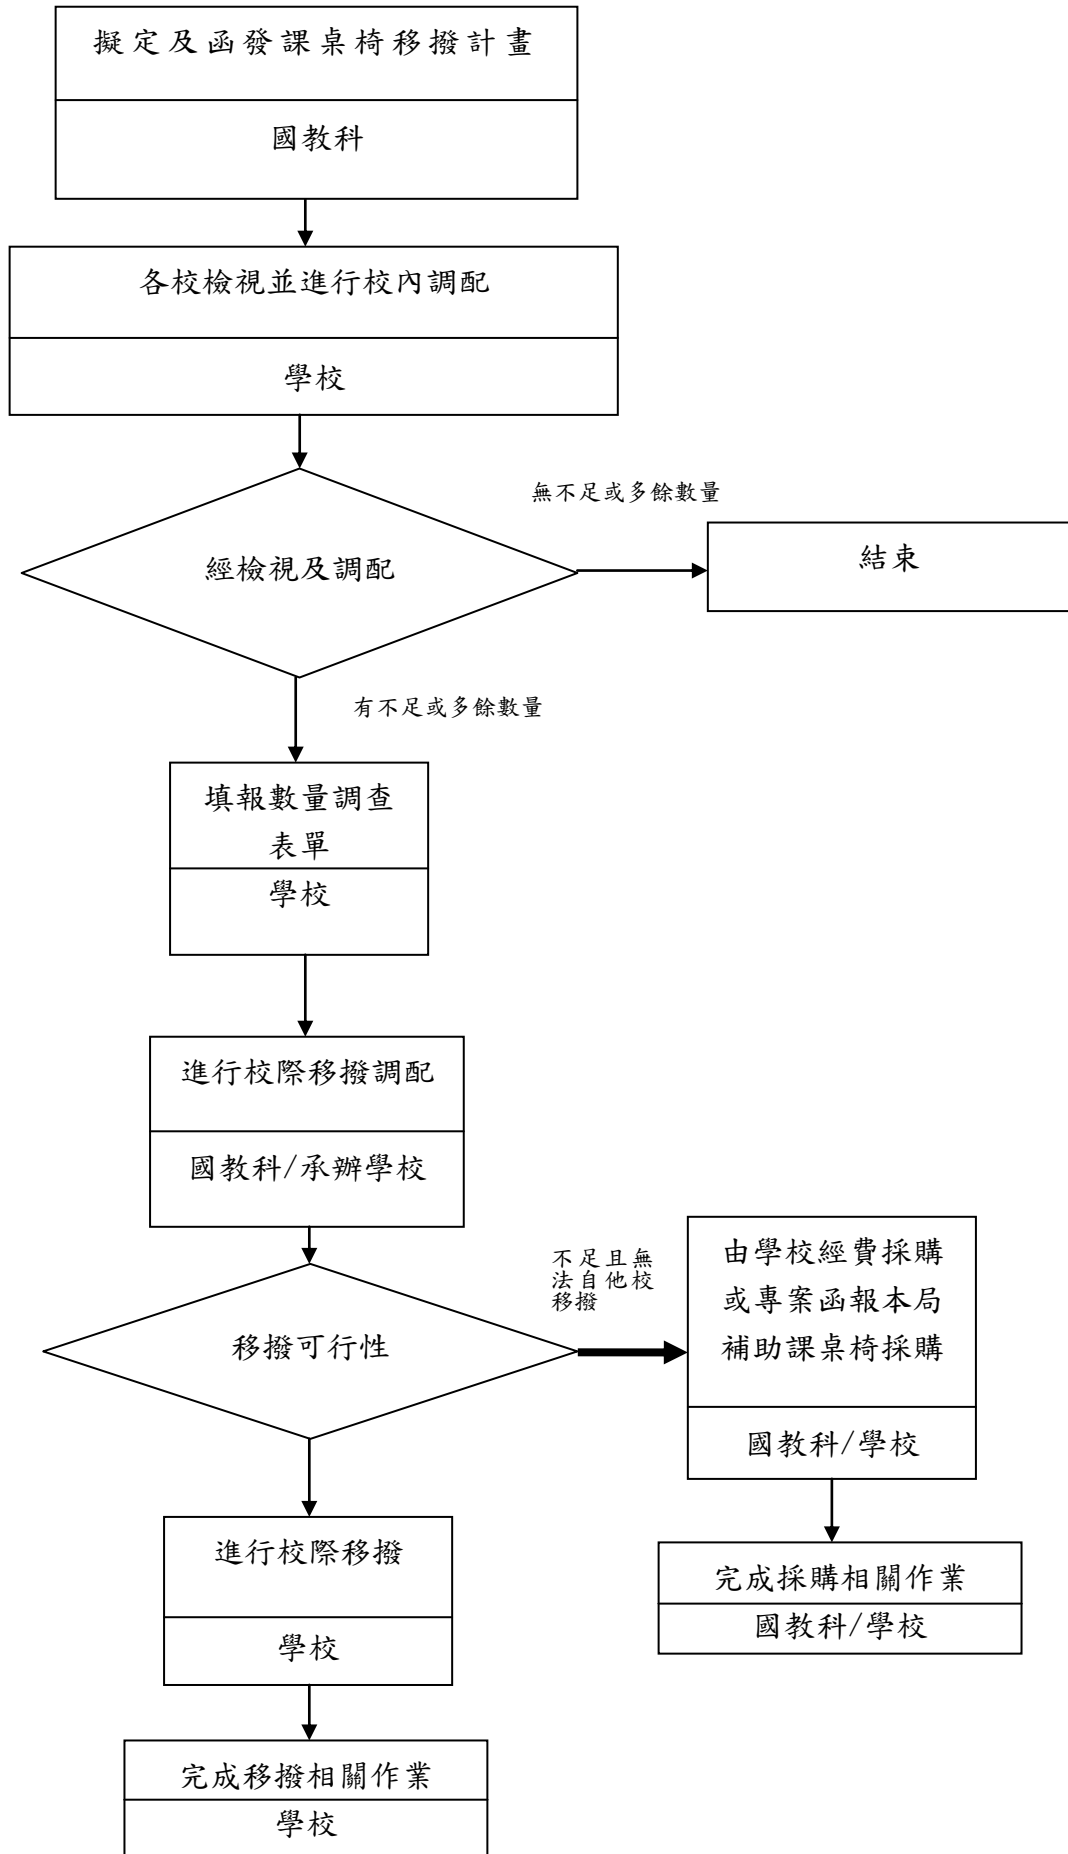 擬定及函發課桌椅移撥計畫
國教科
各校檢視並進行校內調配
學校
無不足或多餘數量
經檢視及調配
結束
有不足或多餘數量
填報數量調查
表單
學校
進行校際移撥調配
國教科/承辦學校
不足且無
法自他校
移撥
由學校經費採購
或專案函報本局
補助課桌椅採購
移撥可行性
國教科/學校
進行校際移撥
學校
完成採購相關作業
國教科/學校
完成移撥相關作業
學校